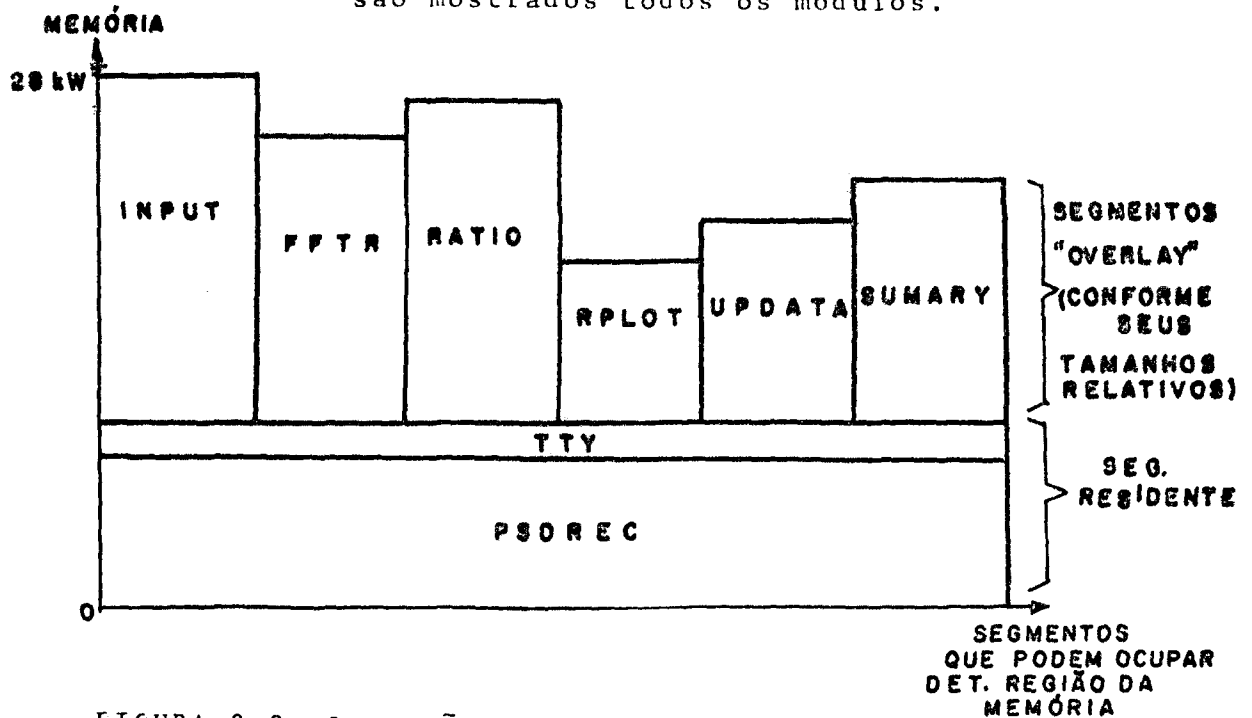 são mostrados todos os módulos.
MEMÓRIA
28 kW
INPUT
FFTR
RATIO
RPLOT
UPDATA
SUMARY
SEGMENTOS
"OVERLAY"
(CONFORME
SEUS
TAMANHOS
RELATIVOS)
TTY
SEG.
RESIDENTE
PSDREC
0
SEGMENTOS
QUE PODEM OCUPAR
DET. REGIÃO DA
MEMÓRIA